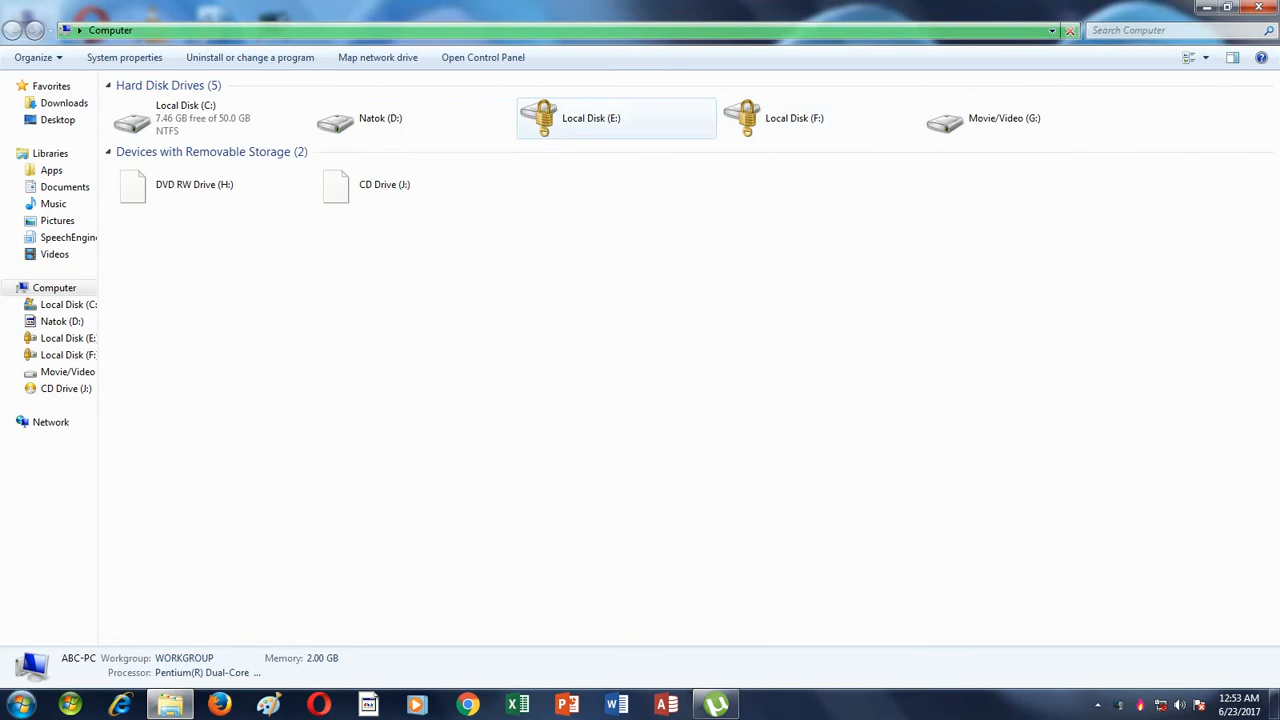 Computer
Search Computer
Organize
System properties
Uninstall or change a program
Map network drive
Open Control Panel
Favorites
Downloads
Desktop
Libraries
Apps
Documents
Music
Pictures
SpeechEngin
Videos
Computer
Local Disk (C:
Natok (D:)
Local Disk (E:
Local Disk (F:
Movie/Video
CD Drive (J:)
Network
Hard Disk Drives (5)
Local Disk (C:)
7.46 GB free of 50.0 GB
NTFS
Natok (D:)
Local Disk (E:)
Local Disk (F:)
Movie/Video (G:)
Devices with Removable Storage (2)
DVD RW Drive (H:)
CD Drive (J:)
ABC-PC Workgroup: WORKGROUP Memory: 2.00 GB
Processor: Pentium(R) Dual-Core ...
12:53 AM
6/23/2017